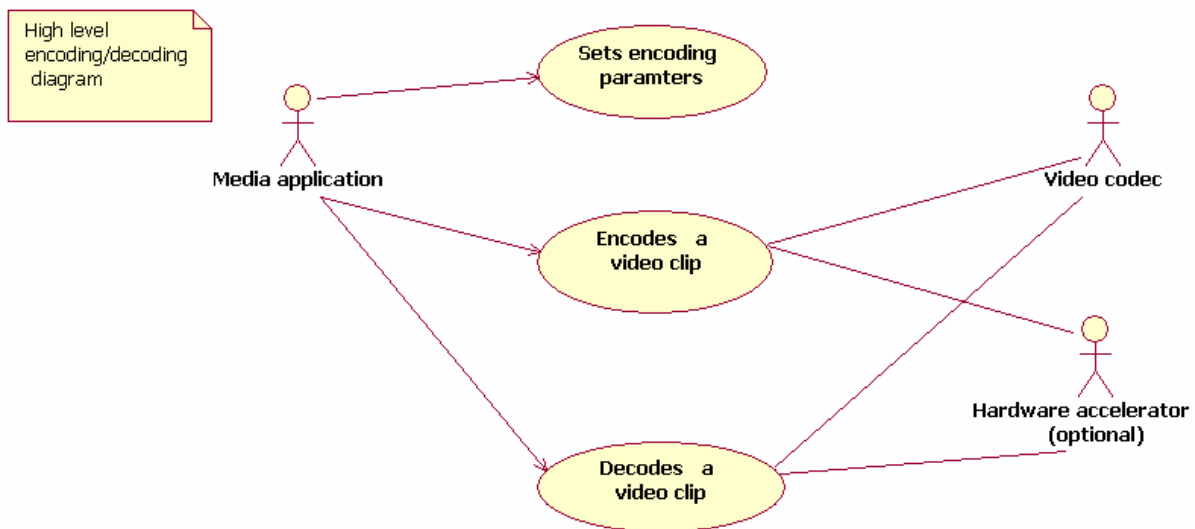 High level
encoding/decoding
diagram
Sets encoding
paramters
Media application
Video codec
Encodes a
video clip
Hardware accelerator
(optional)
Decodes a
video clip